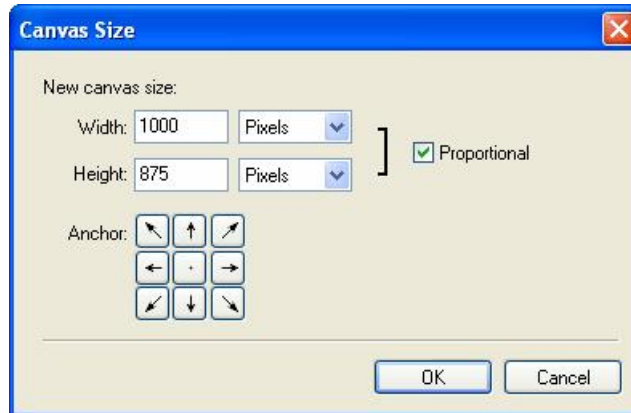 Canvas Size
New canvas size:
Width: 1000 Pixels
Proportional
Height: 875 Pixels
Anchor:
OK Cancel